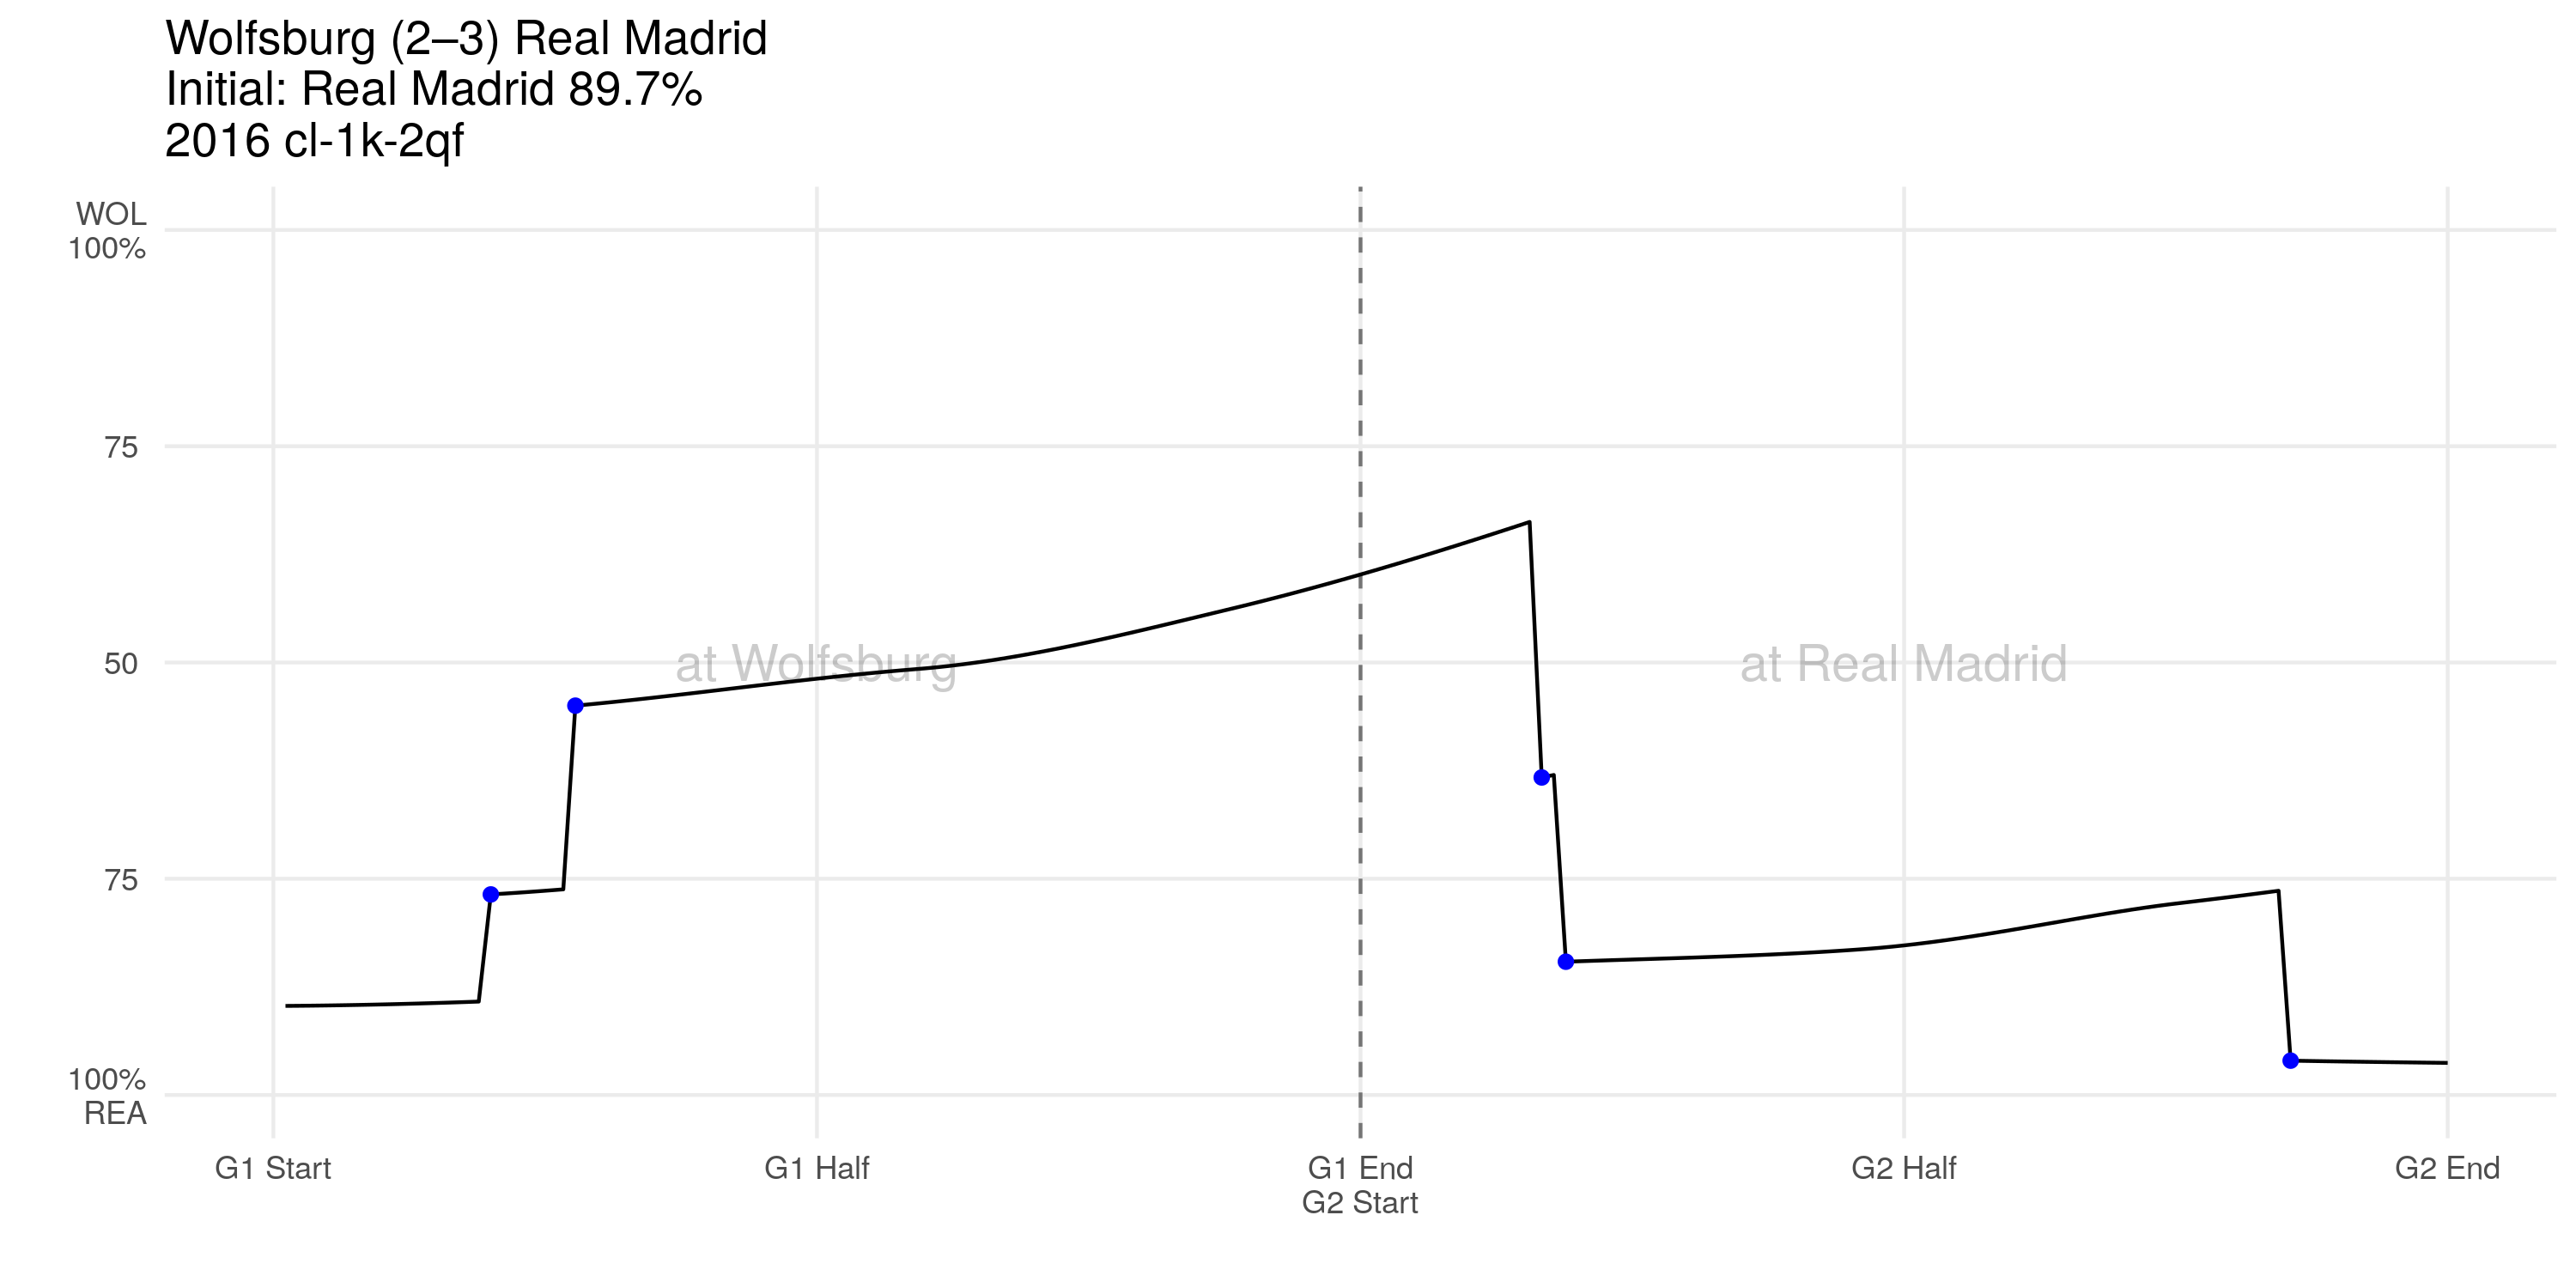 Wolfsburg (2–3) Real Madrid
Initial: Real Madrid 89.7%
2016 cl-1k-2qf
WOL
100%
75
50
75
100%
REA
at Wolfsburg
at Real Madrid
G1 Start
G1 Half
G1 End
G2 Start
G2 Half
G2 End